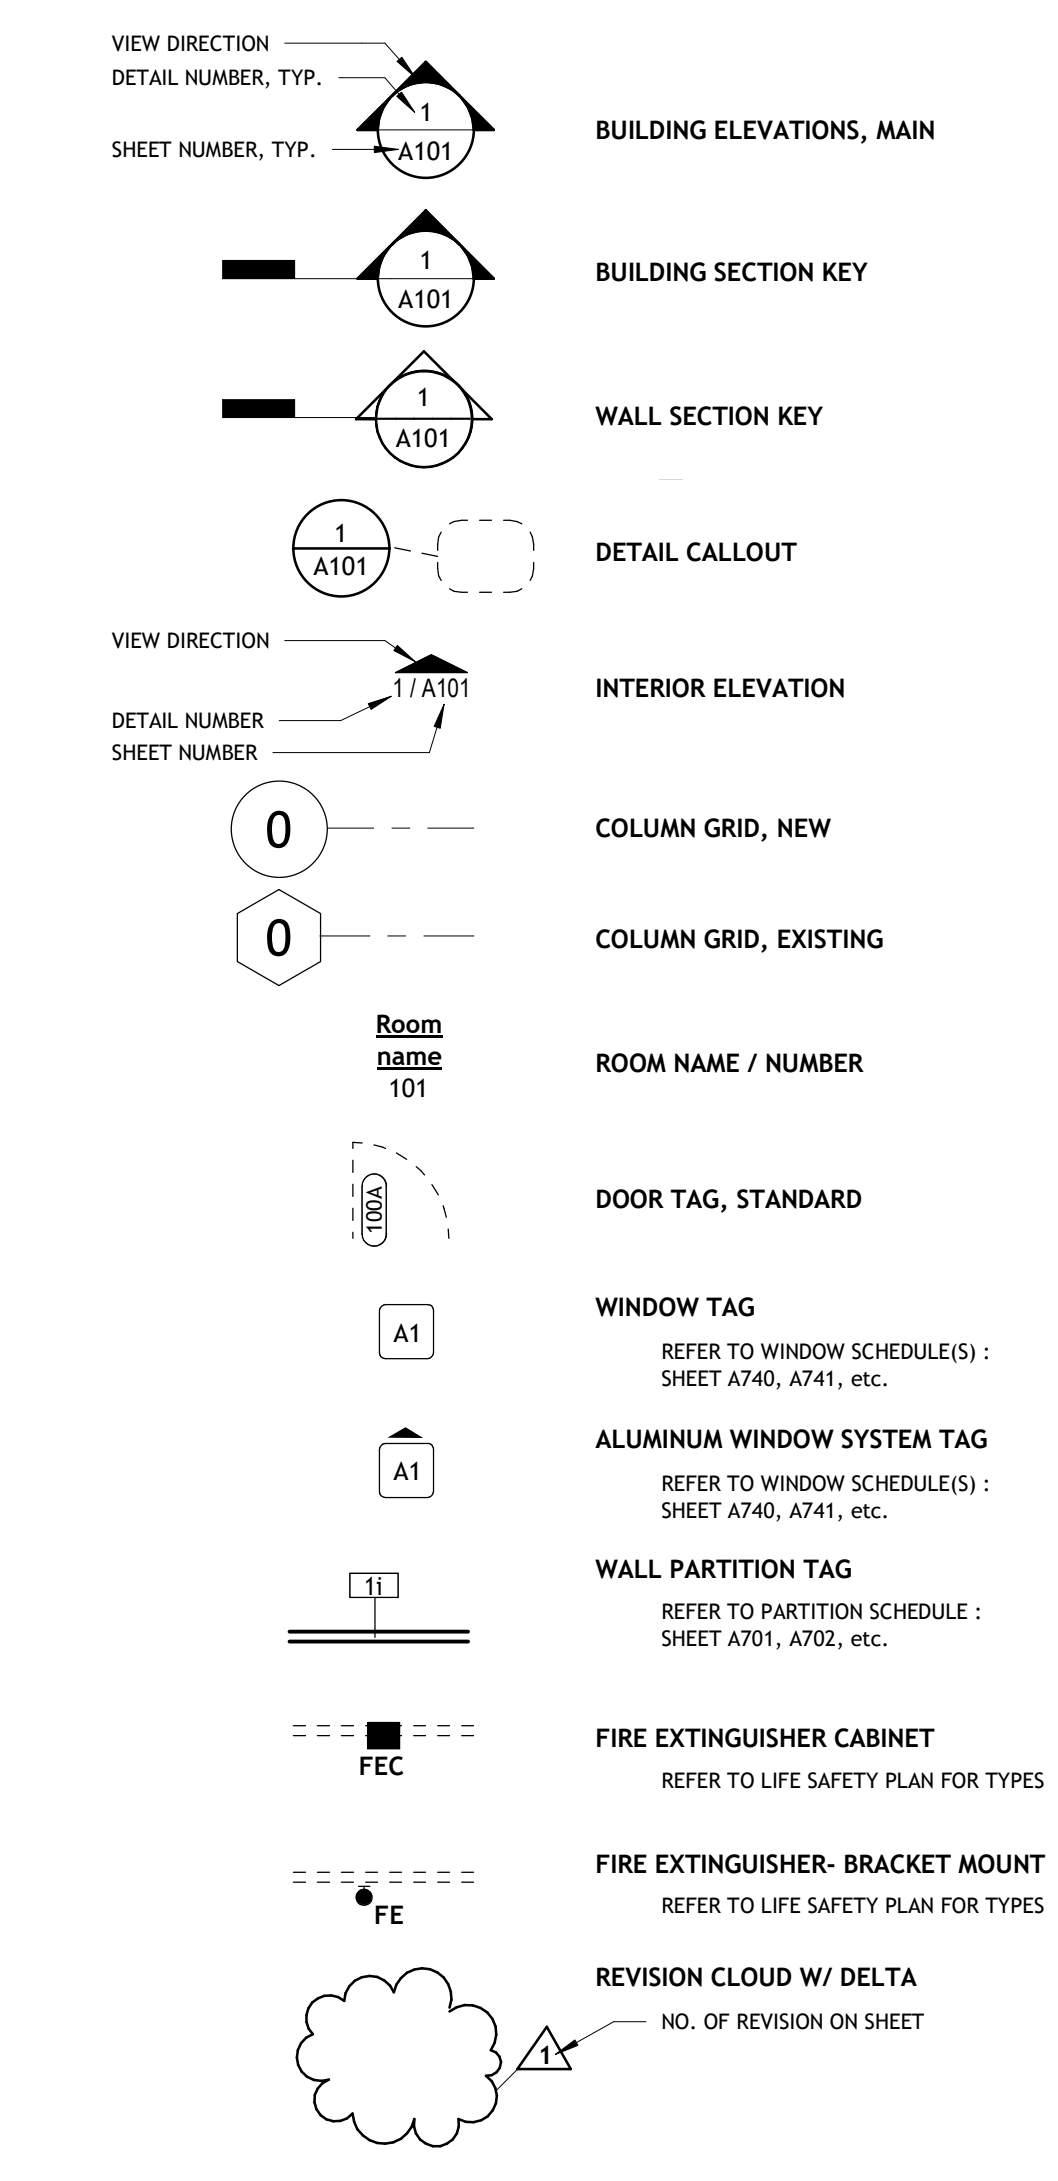 VIEW DIRECTION
DETAIL NUMBER, TYP.
1
BUILDING ELEVATIONS, MAIN
SHEET NUMBER, TYP.
A101
1
BUILDING SECTION KEY
A101
1
WALL SECTION KEY
A101
1
DETAIL CALLOUT
A101
VIEW DIRECTION
1 / A101
INTERIOR ELEVATION
DETAIL NUMBER
SHEET NUMBER
0
COLUMN GRID, NEW
0
COLUMN GRID, EXISTING
Room
name
101
ROOM NAME / NUMBER
100A
DOOR TAG, STANDARD
WINDOW TAG
A1
REFER TO WINDOW SCHEDULE(S) :
SHEET A740, A741, etc.
ALUMINUM WINDOW SYSTEM TAG
A1
REFER TO WINDOW SCHEDULE(S) :
SHEET A740, A741, etc.
WALL PARTITION TAG
1i
REFER TO PARTITION SCHEDULE :
SHEET A701, A702, etc.
FIRE EXTINGUISHER CABINET
FEC
REFER TO LIFE SAFETY PLAN FOR TYPES
FIRE EXTINGUISHER- BRACKET MOUNT
FE
REFER TO LIFE SAFETY PLAN FOR TYPES
REVISION CLOUD W/ DELTA
NO. OF REVISION ON SHEET
1